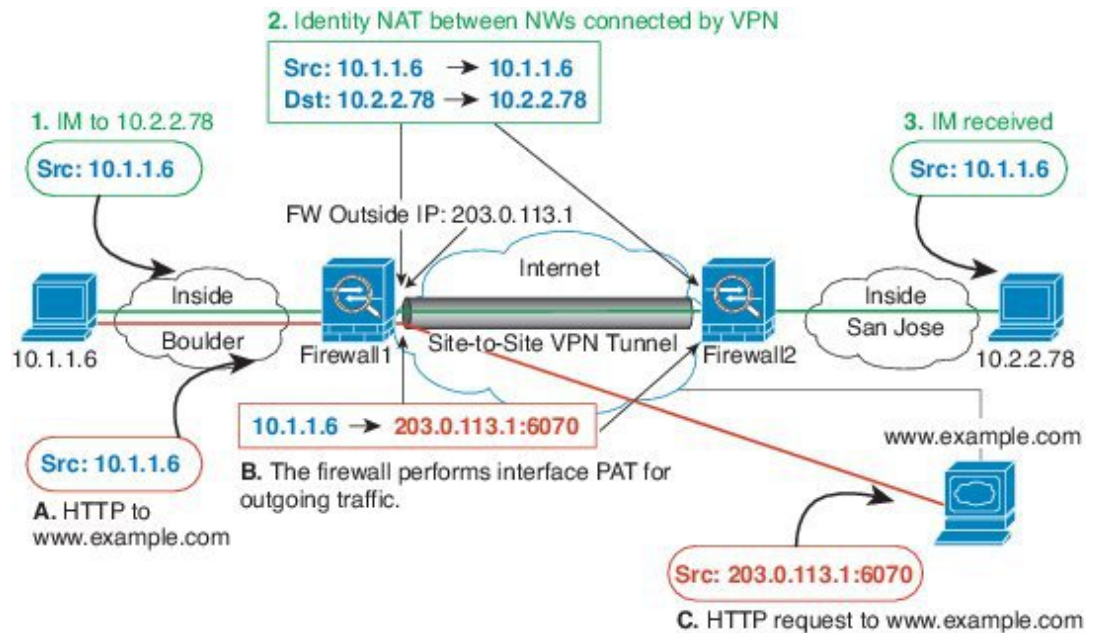 2. Identity NAT between NWs connected by VPN
Src: 10.1.1.6 → 10.1.1.6
Dst: 10.2.2.78 → 10.2.2.78
1. IM to 10.2.2.78
Src: 10.1.1.6
3. IM received
Src: 10.1.1.6
FW Outside IP: 203.0.113.1
Internet
Inside
Boulder
10.1.1.6
Firewall1
Site-to-Site VPN Tunnel
Firewall2
Inside
San Jose
10.2.2.78
10.1.1.6 → 203.0.113.1:6070
B. The firewall performs interface PAT for
outgoing traffic.
Src: 10.1.1.6
A. HTTP to
www.example.com
www.example.com
Src: 203.0.113.1:6070
C. HTTP request to www.example.com